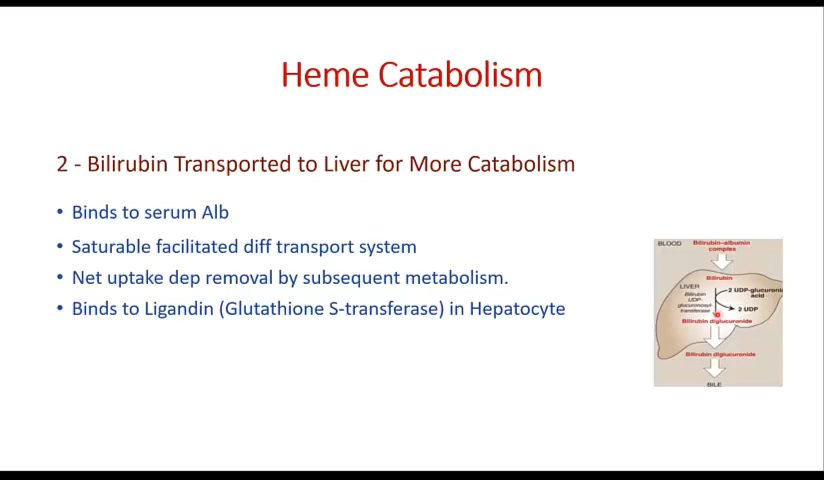 Heme Catabolism
2 - Bilirubin Transported to Liver for More Catabolism
• Binds to serum Alb
• Saturable facilitated diff transport system
• Net uptake dep removal by subsequent metabolism.
• Binds to Ligandin (Glutathione S-transferase) in Hepatocyte
BLOOD
Bilirubin-albumin
complex
Bilirubin
LIVER
Bilirubin
UDP-
glucuronosyl-
transferase
2 UDP-glucuronic
acid
2 UDP
Bilirubin diglucuronide
Bilirubin diglucuronide
BILE